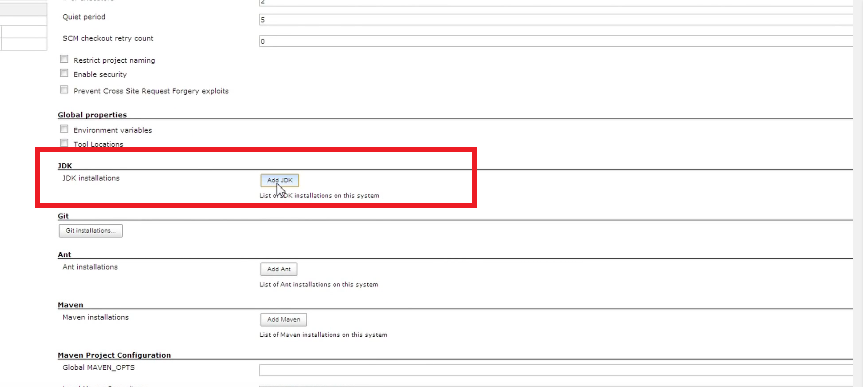 2
Quiet period
5
SCM checkout retry count
0
Restrict project naming
Enable security
Prevent Cross Site Request Forgery exploits
Global properties
Environment variables
Tool Locations
JDK
JDK installations
Add JDK
List of JDK installations on this system
Git
Git installations...
Ant
Ant installations
Add Ant
List of Ant installations on this system
Maven
Maven installations
Add Maven
List of Maven installations on this system
Maven Project Configuration
Global MAVEN_OPTS